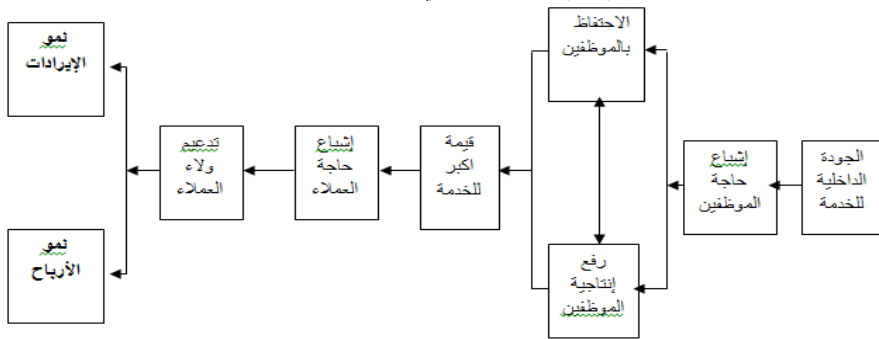 الجودة
الداخلية
للخدمة
إشباع
حاجة
الموظفين
الاحتفاظ
بالموظفين
رفع
إنتاجية
الموظفين
قيمة
اكبر
للخدمة
إشباع
حاجة
العملاء
تدعيم
ولاء
العملاء
نمو
الإيرادات
نمو
الأرباح